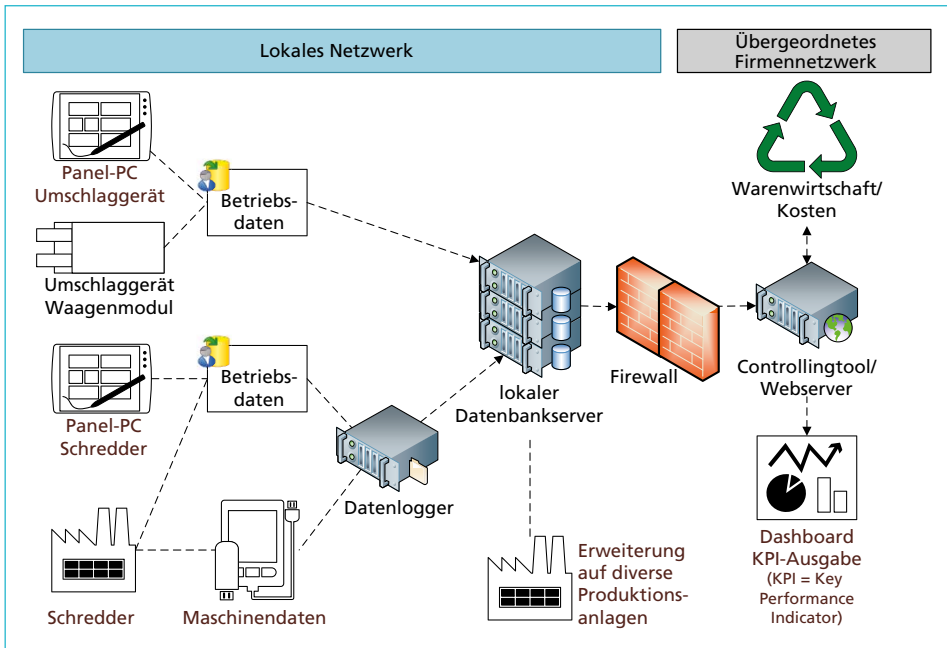 Lokales Netzwerk
Übergeordnetes
Firmennetzwerk
Panel-PC
Umschlaggerät
Betriebs-
daten
Umschlaggerät
Waagenmodul
Warenwirtschaft/
Kosten
Panel-PC
Schredder
Betriebs-
daten
Datenlogger
lokaler
Datenbankserver
Firewall
Controllingtool/
Webserver
Schredder
Maschinendaten
Erweiterung
auf diverse
Produktions-
anlagen
Dashboard
KPI-Ausgabe
(KPI = Key
Performance
Indicator)